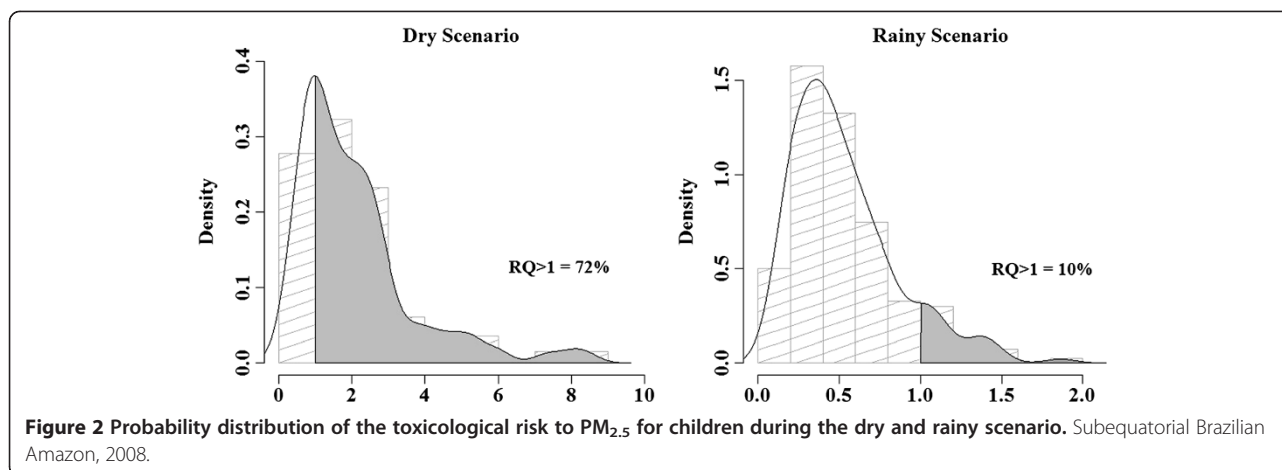 Dry Scenario
Density
0.0 0.1 0.2 0.3 0.4
RQ>1 = 72%
0 2 4 6 8 10
Rainy Scenario
Density
0.0 0.5 1.0 1.5
RQ>1 = 10%
0.0 0.5 1.0 1.5 2.0
Figure 2 Probability distribution of the toxicological risk to PM2.5 for children during the dry and rainy scenario. Subequatorial Brazilian
Amazon, 2008.